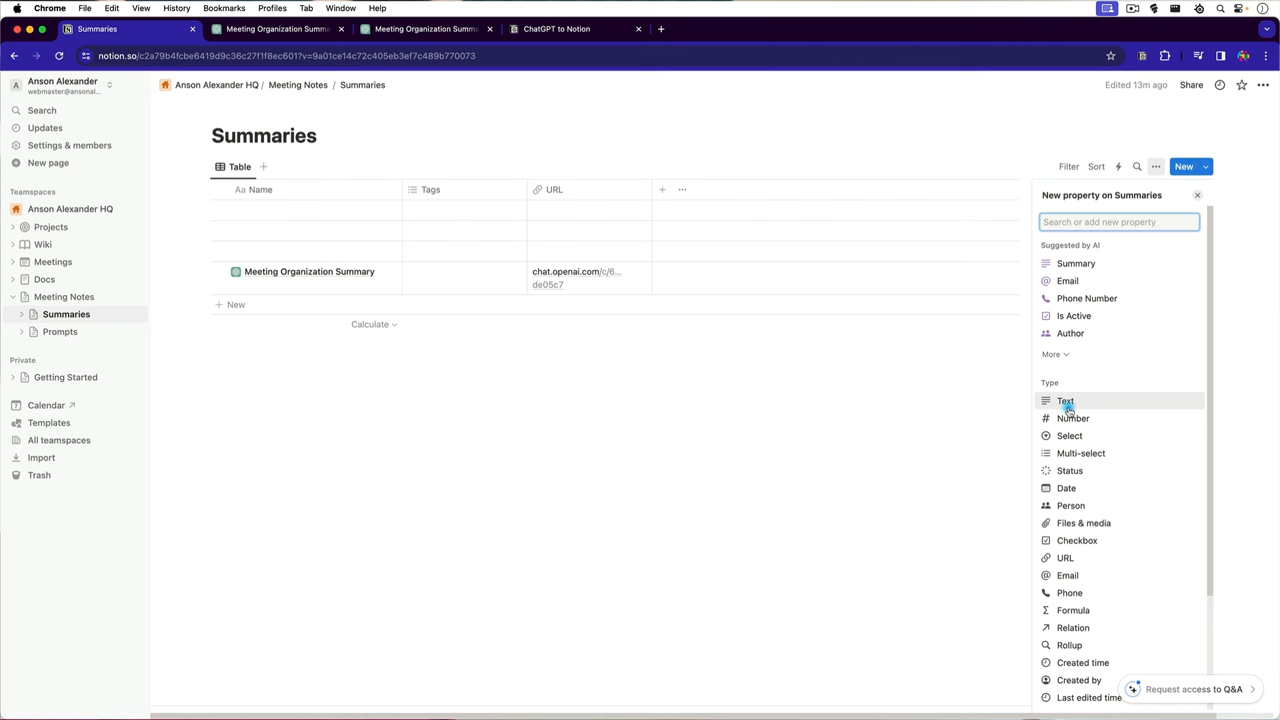 Chrome File Edit View History Bookmarks Profiles Tab Window Help
Summaries
Meeting Organization Summa
Meeting Organization Summa
ChatGPT to Notion
notion.so/c2a79b4fcbe6419d9c36c27f1f8ec601?v=9a01ce14c72c405eb3ef7c489b770073
A
Anson Alexander
webmaster@ansonal...
Search
Updates
Settings & members
New page
Teamspaces
Anson Alexander HQ
Projects
Wiki
Meetings
Docs
Meeting Notes
Summaries
Prompts
Private
Getting Started
Calendar ↗
Templates
All teamspaces
Import
Trash
Anson Alexander HQ / Meeting Notes / Summaries
Edited 13m ago Share
Summaries
Table
Filter Sort New
Aa Name Tags URL
Meeting Organization Summary
chat.openai.com/c/6...
de05c7
+ New
Calculate
New property on Summaries
Search or add new property
Suggested by AI
Summary
Email
Phone Number
Is Active
Author
More
Type
Text
Number
Select
Multi-select
Status
Date
Person
Files & media
Checkbox
URL
Email
Phone
Formula
Relation
Rollup
Created time
Created by
Last edited time
Request access to Q&A